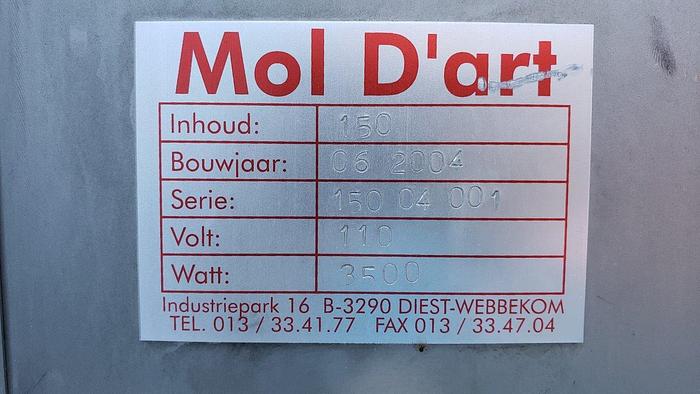 Mol D'art
Inhoud: 150
Bouwjaar: 06 2004
Serie: 150 04 001
Volt: 110
Watt: 3500
Industriepark 16 B-3290 DIEST-WEBBEKOM
TEL. 013 / 33.41.77 FAX 013 / 33.47.04